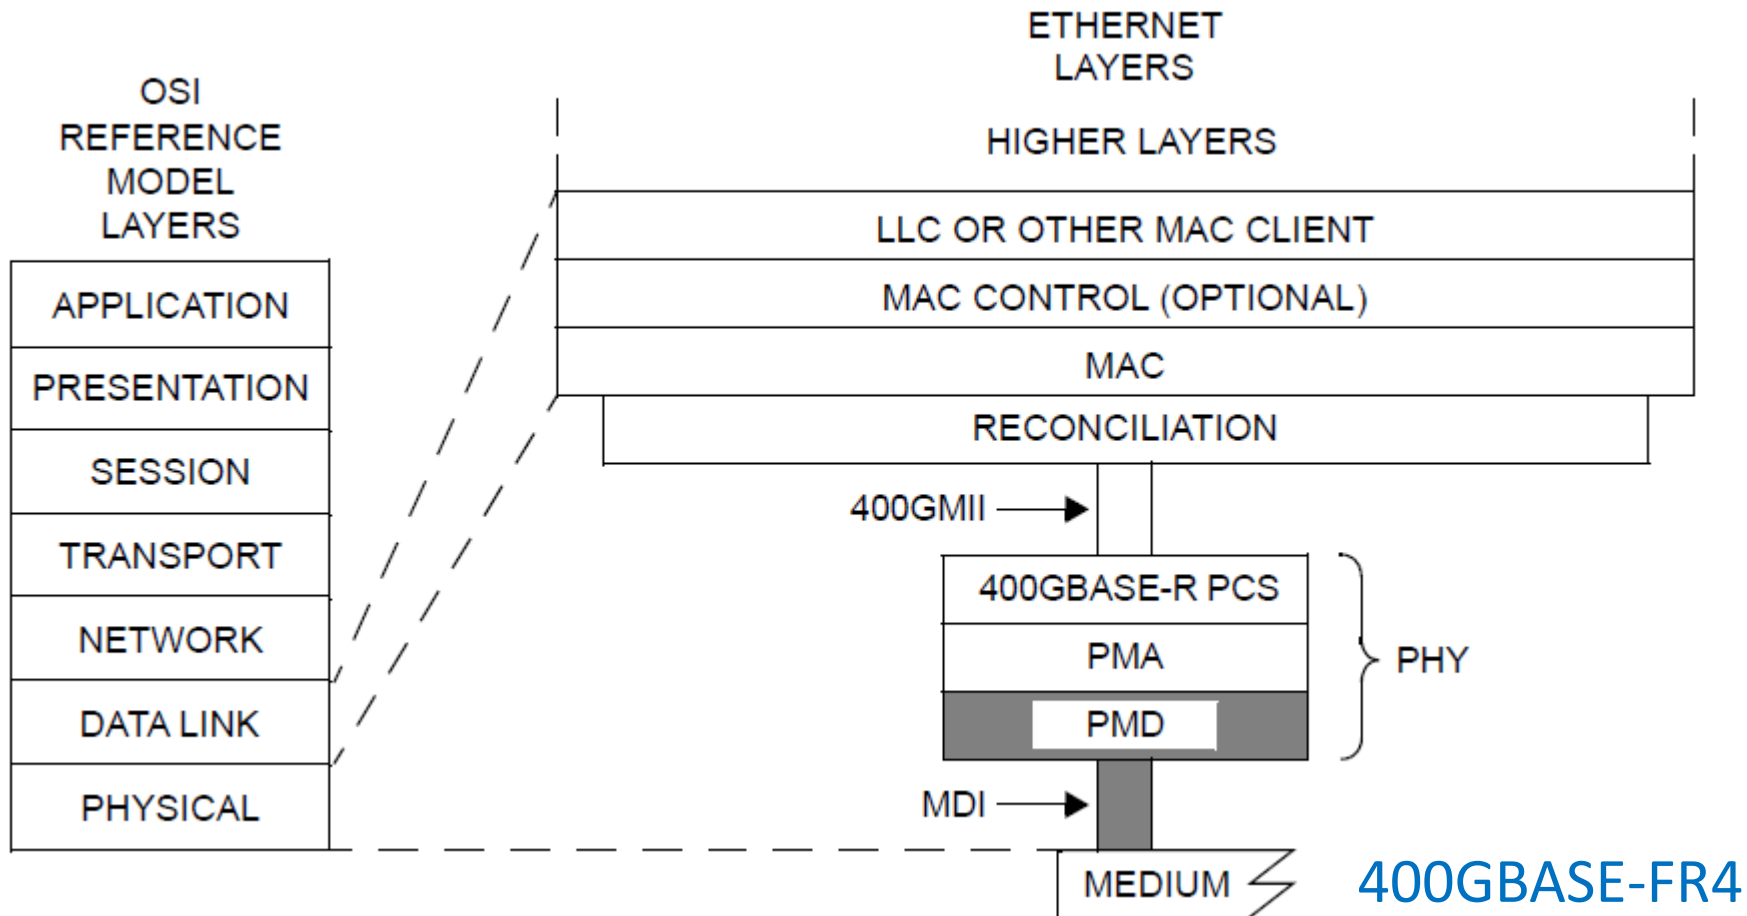 OSI
REFERENCE
MODEL
LAYERS
APPLICATION
PRESENTATION
SESSION
TRANSPORT
NETWORK
DATA LINK
PHYSICAL
ETHERNET
LAYERS
HIGHER LAYERS
LLC OR OTHER MAC CLIENT
MAC CONTROL (OPTIONAL)
MAC
RECONCILIATION
400GMII
400GBASE-R PCS
PMA
PMD
PHY
MDI
MEDIUM
400GBASE-FR4